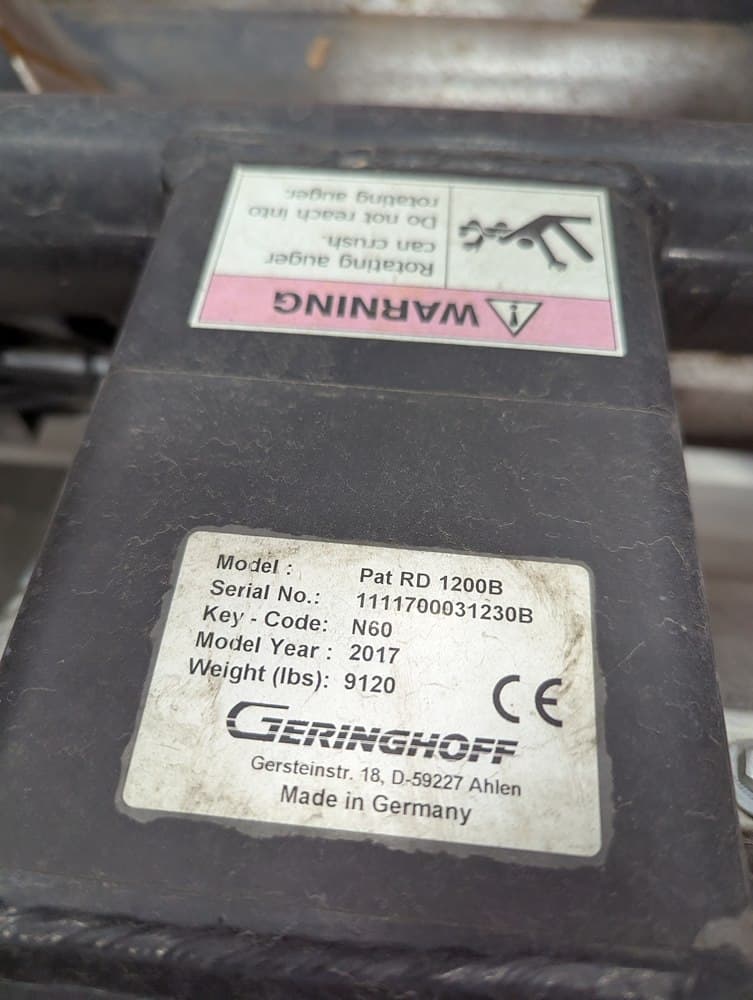 WARNING
Rotating auger
can crush.
Do not reach into
rotating auger.
Model : Pat RD 1200B
Serial No.: 1111700031230B
Key - Code: N60
Model Year : 2017
Weight (lbs): 9120
CE
GERINGHOFF
Gersteinstr. 18, D-59227 Ahlen
Made in Germany